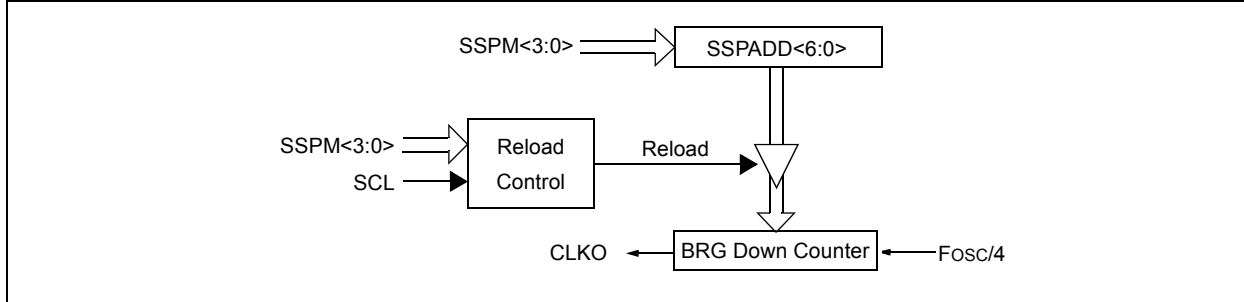 SSPM<3:0>
SSPADD<6:0>
SSPM<3:0>
Reload
Control
Reload
SCL
CLKO
BRG Down Counter
FOSC/4